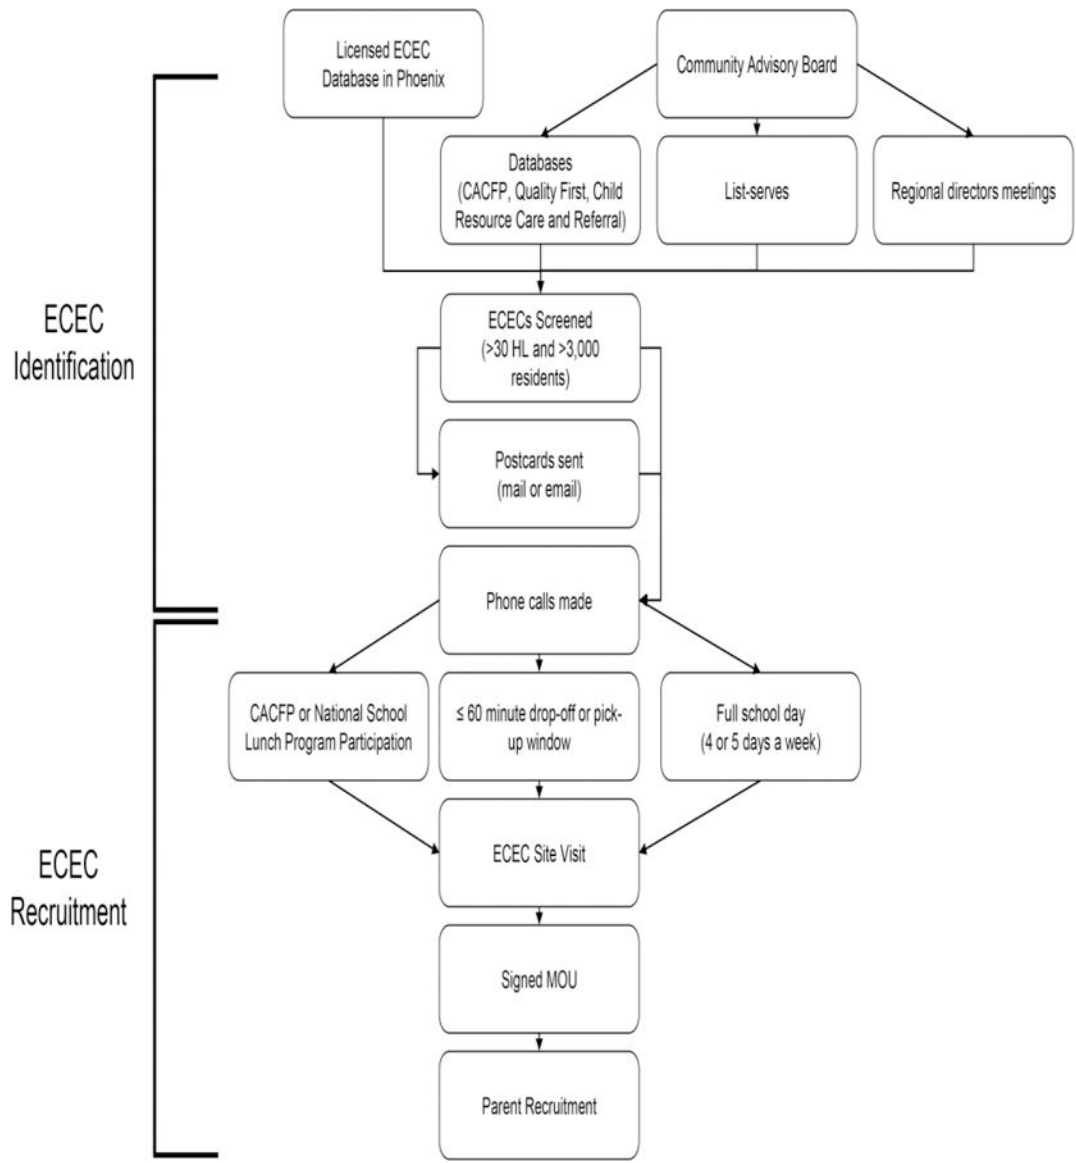 Licensed ECEC
Database in Phoenix
Community Advisory Board
Databases
(CACFP, Quality First, Child
Resource Care and Referral)
List-serves
Regional directors meetings
ECEC
Identification
ECECs Screened
(>30 HL and >3,000
residents)
Postcards sent
(mail or email)
Phone calls made
CACFP or National School
Lunch Program Participation
≤ 60 minute drop-off or pick-
up window
Full school day
(4 or 5 days a week)
ECEC
Recruitment
ECEC Site Visit
Signed MOU
Parent Recruitment